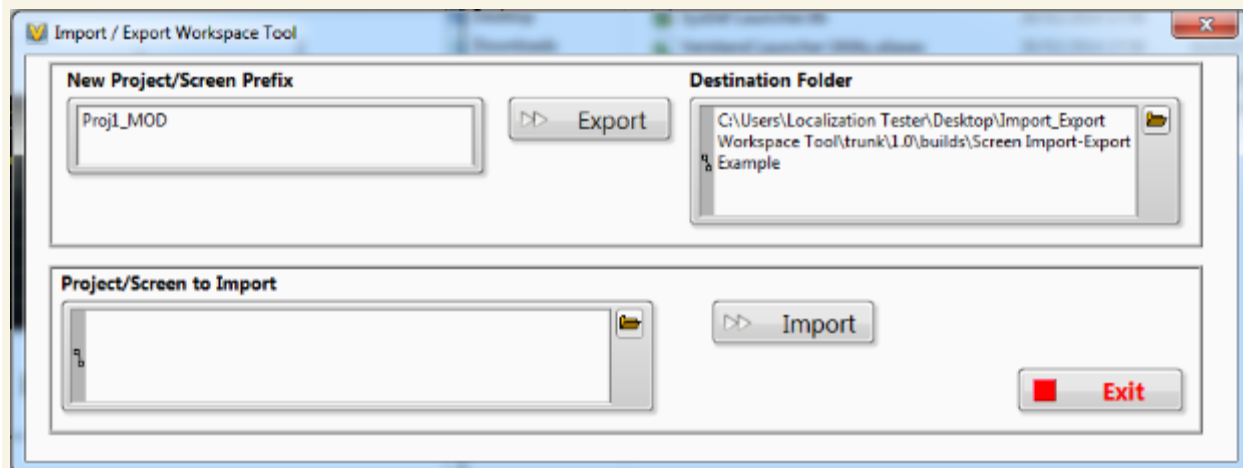 Import / Export Workspace Tool
New Project/Screen Prefix
Proj1_MOD
Export
Destination Folder
C:\Users\Localization Tester\Desktop\Import_Export
Workspace Tool\trunk\1.0\builds\Screen Import-Export
Example
Project/Screen to Import
Import
Exit